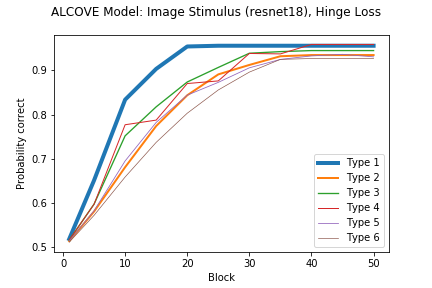 ALCOVE Model: Image Stimulus (resnet18), Hinge Loss
Probability correct
0.9
0.8
0.7
0.6
0.5
0
10
20
30
40
50
Block
Type 1
Type 2
Type 3
Type 4
Type 5
Type 6